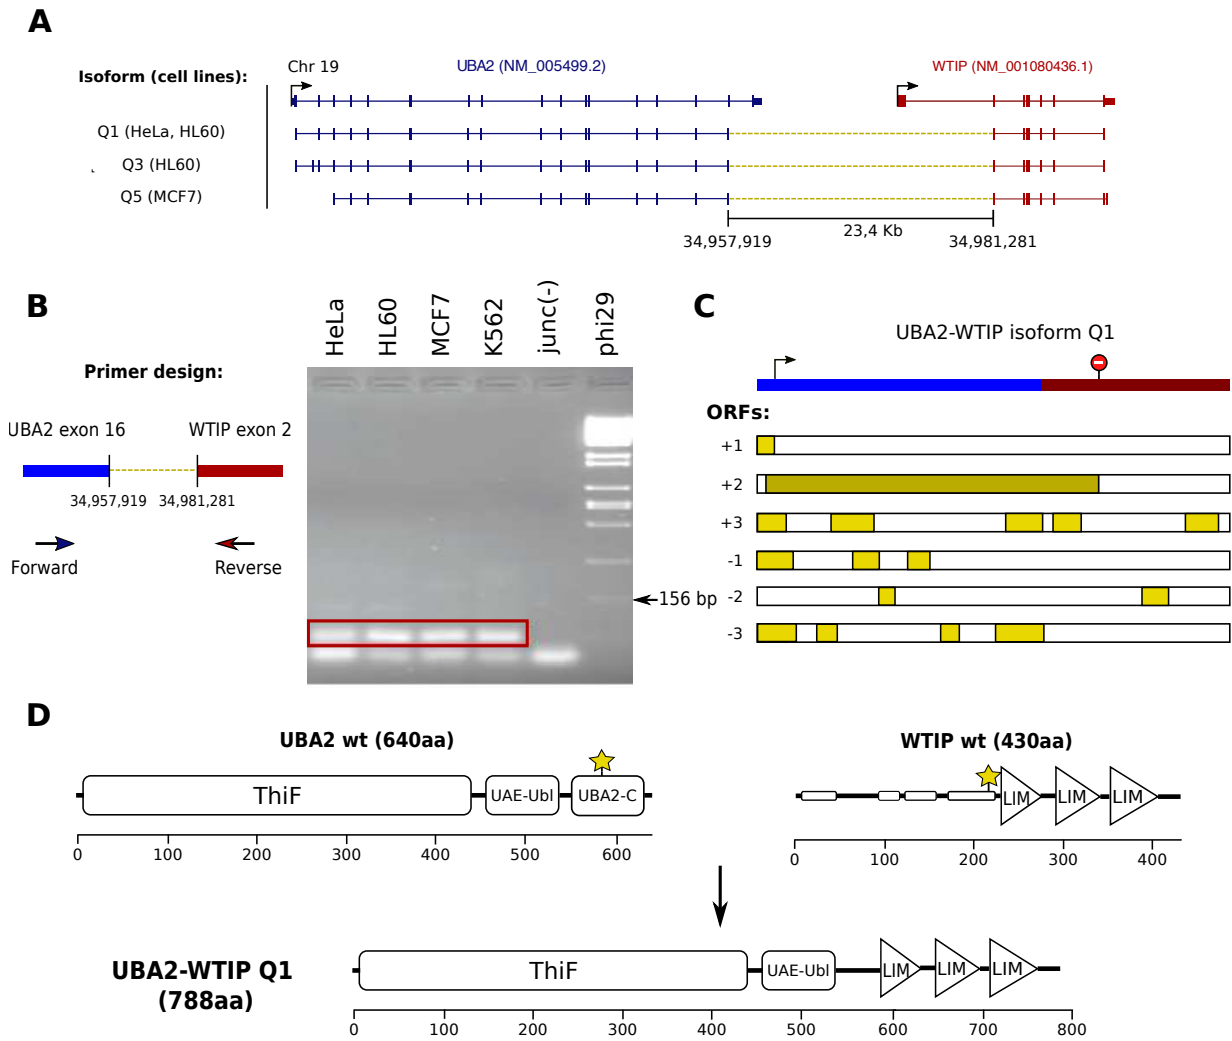 A
Isoform (cell lines):
Chr 19
UBA2 (NM_005499.2)
WTIP (NM_001080436.1)
Q1 (HeLa, HL60)
Q3 (HL60)
Q5 (MCF7)
34,957,919
23,4 Kb
34,981,281
B
Primer design:
UBA2 exon 16
WTIP exon 2
34,957,919
34,981,281
Forward
Reverse
HeLa
HL60
MCF7
K562
junc(-)
phi29
156 bp
C
UBA2-WTIP isoform Q1
ORFs:
+1
+2
+3
-1
-2
-3
D
UBA2 wt (640aa)
ThiF
UAE-Ubl
UBA2-C
0 100 200 300 400 500 600
WTIP wt (430aa)
LIM
LIM
LIM
0 100 200 300 400
UBA2-WTIP Q1
(788aa)
ThiF
UAE-Ubl
LIM
LIM
LIM
0 100 200 300 400 500 600 700 800